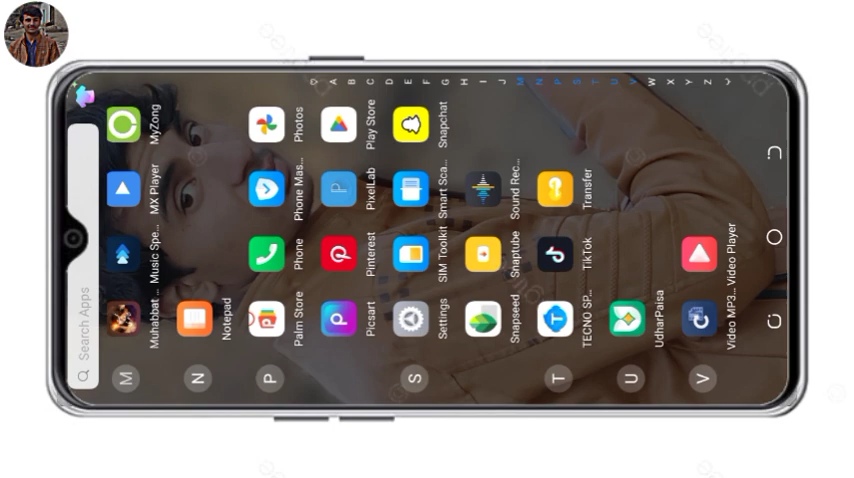 Search Apps
M
Muhabbat ...
Music Spe...
MX Player
MyZong
N
Notepad
P
Palm Store
Phone
Phone Mas...
Photos
Picsart
Pinterest
PixelLab
Play Store
S
Settings
SIM Toolkit
Smart Sca...
Snapchat
Snapseed
Snaptube
Sound Rec...
T
TECNO SP...
TikTok
Transfer
U
UdharPaisa
V
Video MP3...
Video Player
A
B
C
D
E
F
G
H
I
J
M
N
P
S
T
U
V
W
X
Y
Z